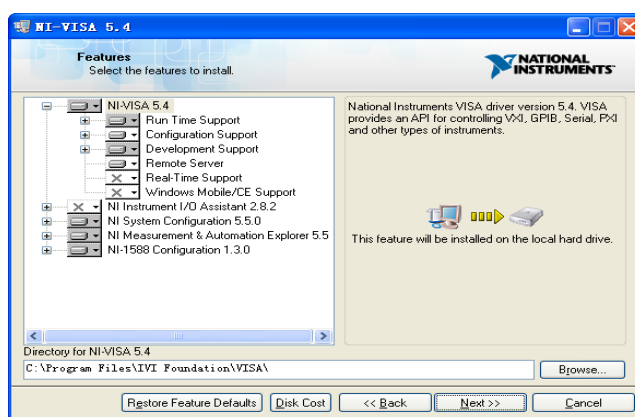 NI-VISA 5.4
Features
Select the features to install.
NATIONAL
INSTRUMENTS™
NI-VISA 5.4
Run Time Support
Configuration Support
Development Support
Remote Server
Real-Time Support
Windows Mobile/CE Support
NI Instrument I/O Assistant 2.8.2
NI System Configuration 5.5.0
NI Measurement & Automation Explorer 5.5
NI-1588 Configuration 1.3.0
National Instruments VISA driver version 5.4. VISA
provides an API for controlling VXI, GPIB, Serial, PXI
and other types of instruments.
This feature will be installed on the local hard drive.
Directory for NI-VISA 5.4
C:\Program Files\IVI Foundation\VISA\
Browse...
Restore Feature Defaults
Disk Cost
<< Back
Next >>
Cancel